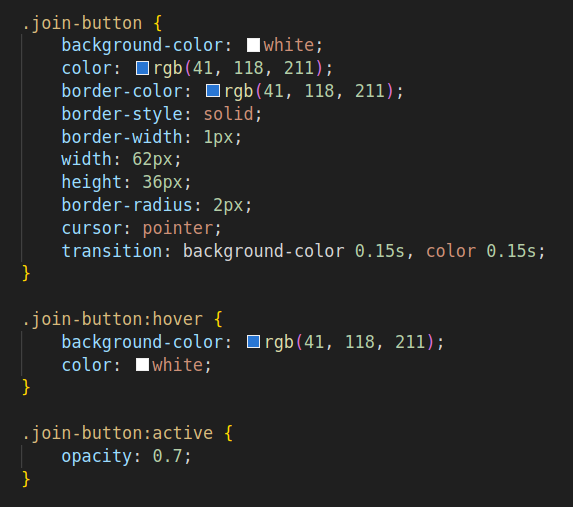 .join-button {
    background-color: white;
    color: rgb(41, 118, 211);
    border-color: rgb(41, 118, 211);
    border-style: solid;
    border-width: 1px;
    width: 62px;
    height: 36px;
    border-radius: 2px;
    cursor: pointer;
    transition: background-color 0.15s, color 0.15s;
}

.join-button:hover {
    background-color: rgb(41, 118, 211);
    color: white;
}

.join-button:active {
    opacity: 0.7;
}